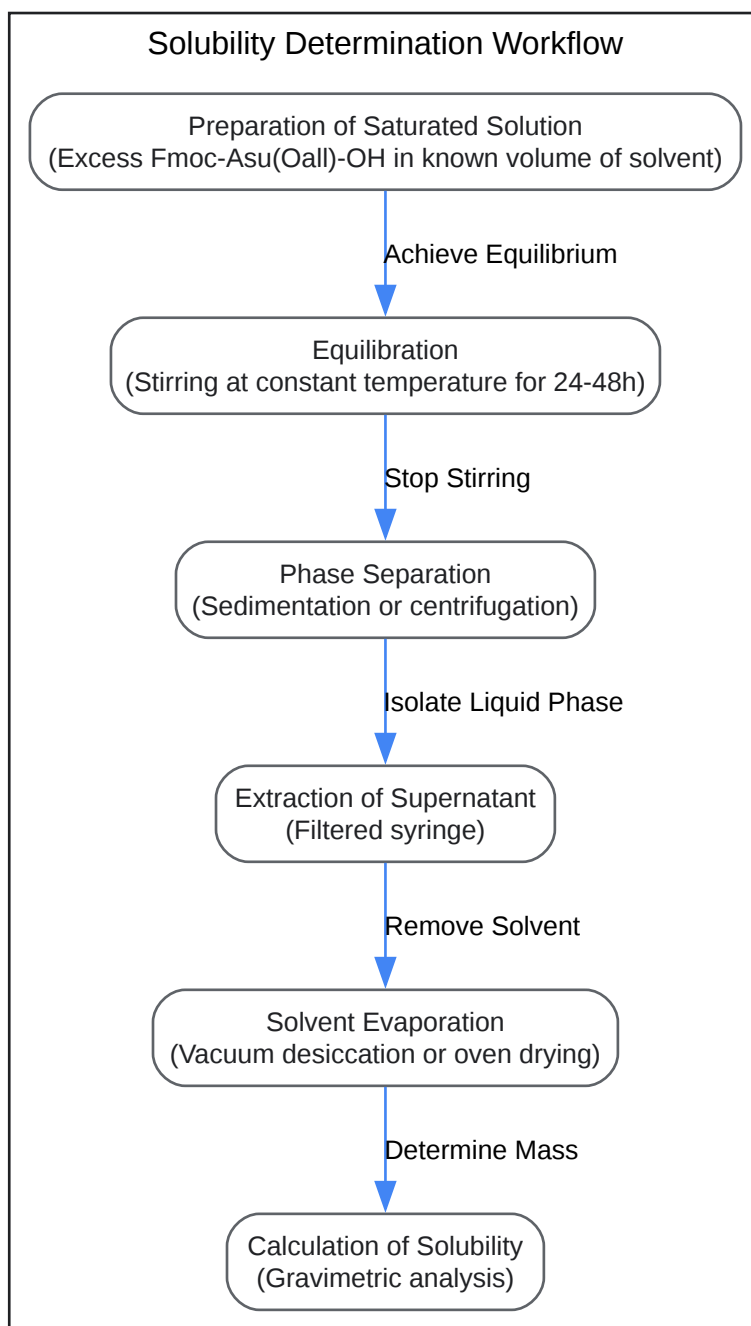 Solubility Determination Workflow
Preparation of Saturated Solution
(Excess Fmoc-Asu(Oall)-OH in known volume of solvent)
Achieve Equilibrium
Equilibration
(Stirring at constant temperature for 24-48h)
Stop Stirring
Phase Separation
(Sedimentation or centrifugation)
Isolate Liquid Phase
Extraction of Supernatant
(Filtered syringe)
Remove Solvent
Solvent Evaporation
(Vacuum desiccation or oven drying)
Determine Mass
Calculation of Solubility
(Gravimetric analysis)